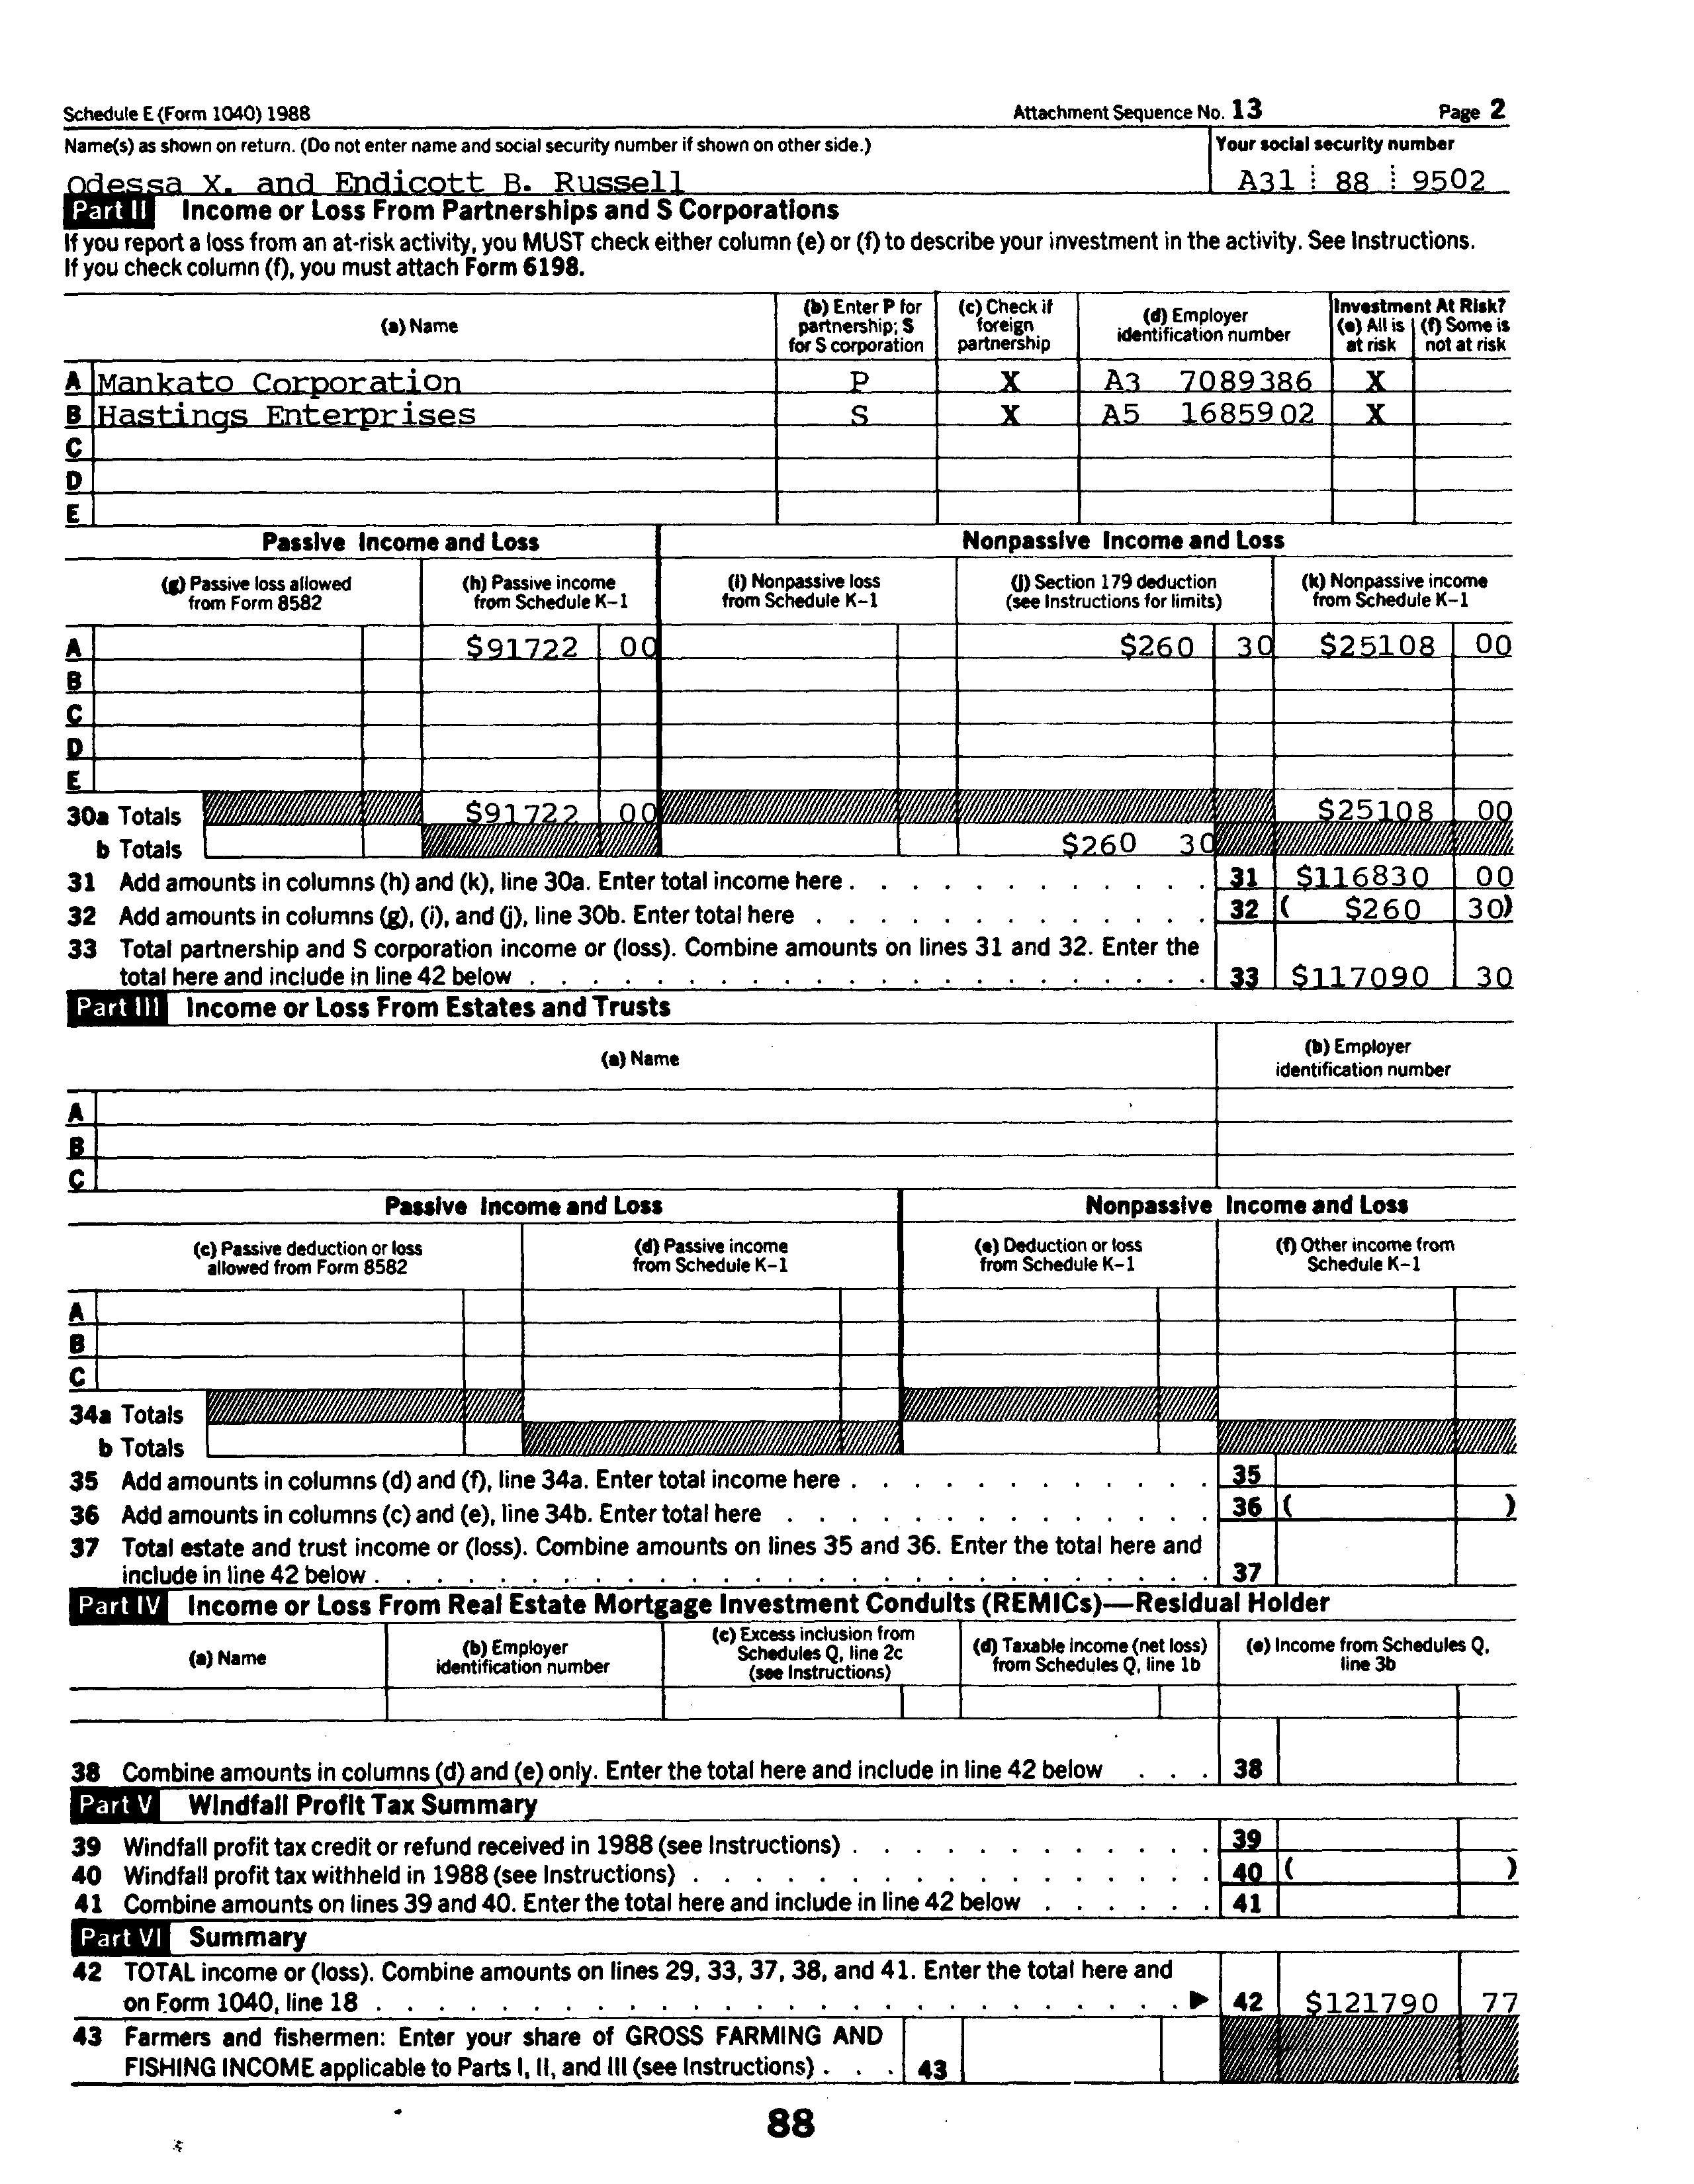 Schedule E (Form 1040) 1988 Attachment Sequence No. 13 Page 2
Name(s) as shown on return. (Do not enter name and social security number if shown on other side.) Your social security number
Odessa X. and Endicott B. Russell A31 88 9502
Part II Income or Loss From Partnerships and S Corporations
If you report a loss from an at-risk activity, you MUST check either column (e) or (f) to describe your investment in the activity. See Instructions.
If you check column (f), you must attach Form 6198.
(a) Name (b) Enter P for partnership; S for S corporation (c) Check if foreign partnership (d) Employer identification number Investment At Risk? (e) All is at risk (f) Some is not at risk
A Mankato Corporation P X A3 7089386 X
B Hastings Enterprises S X A5 1685902 X
C
D
E
Passive Income and Loss Nonpassive Income and Loss
(g) Passive loss allowed from Form 8582 (h) Passive income from Schedule K–1 (i) Nonpassive loss from Schedule K–1 (j) Section 179 deduction (see Instructions for limits) (k) Nonpassive income from Schedule K–1
A $91722 00 $260 30 $25108 00
B
C
D
E
30a Totals $91722 00 $25108 00
b Totals $260 30
31 Add amounts in columns (h) and (k), line 30a. Enter total income here . . . . . . . . . . . . 31 $116830 00
32 Add amounts in columns (g), (i), and (j), line 30b. Enter total here . . . . . . . . . . . . . 32 ( $260 30)
33 Total partnership and S corporation income or (loss). Combine amounts on lines 31 and 32. Enter the
total here and include in line 42 below . . . . . . . . . . . . . . . . . . . . . . 33 $117090 30
Part III Income or Loss From Estates and Trusts
(a) Name (b) Employer identification number
A
B
C
Passive Income and Loss Nonpassive Income and Loss
(c) Passive deduction or loss allowed from Form 8582 (d) Passive income from Schedule K–1 (e) Deduction or loss from Schedule K–1 (f) Other income from Schedule K–1
A
B
C
34a Totals
b Totals
35 Add amounts in columns (d) and (f), line 34a. Enter total income here . . . . . . . . . . . . 35
36 Add amounts in columns (c) and (e), line 34b. Enter total here . . . . . . . . . . . . . . 36 ( )
37 Total estate and trust income or (loss). Combine amounts on lines 35 and 36. Enter the total here and
include in line 42 below . . . . . . . . . . . . . . . . . . . . . . . . . . . 37
Part IV Income or Loss From Real Estate Mortgage Investment Conduits (REMICs)—Residual Holder
(a) Name (b) Employer identification number (c) Excess inclusion from Schedules Q, line 2c (see Instructions) (d) Taxable income (net loss) from Schedules Q, line 1b (e) Income from Schedules Q, line 3b
38 Combine amounts in columns (d) and (e) only. Enter the total here and include in line 42 below . . . 38
Part V Windfall Profit Tax Summary
39 Windfall profit tax credit or refund received in 1988 (see Instructions) . . . . . . . . . . . . 39
40 Windfall profit tax withheld in 1988 (see Instructions) . . . . . . . . . . . . . . . . . 40 ( )
41 Combine amounts on lines 39 and 40. Enter the total here and include in line 42 below . . . . . . 41
Part VI Summary
42 TOTAL income or (loss). Combine amounts on lines 29, 33, 37, 38, and 41. Enter the total here and
on Form 1040, line 18 . . . . . . . . . . . . . . . . . . . . . . . . . . . ▶ 42 $121790 77
43 Farmers and fishermen: Enter your share of GROSS FARMING AND
FISHING INCOME applicable to Parts I, II, and III (see Instructions) . . . 43
88